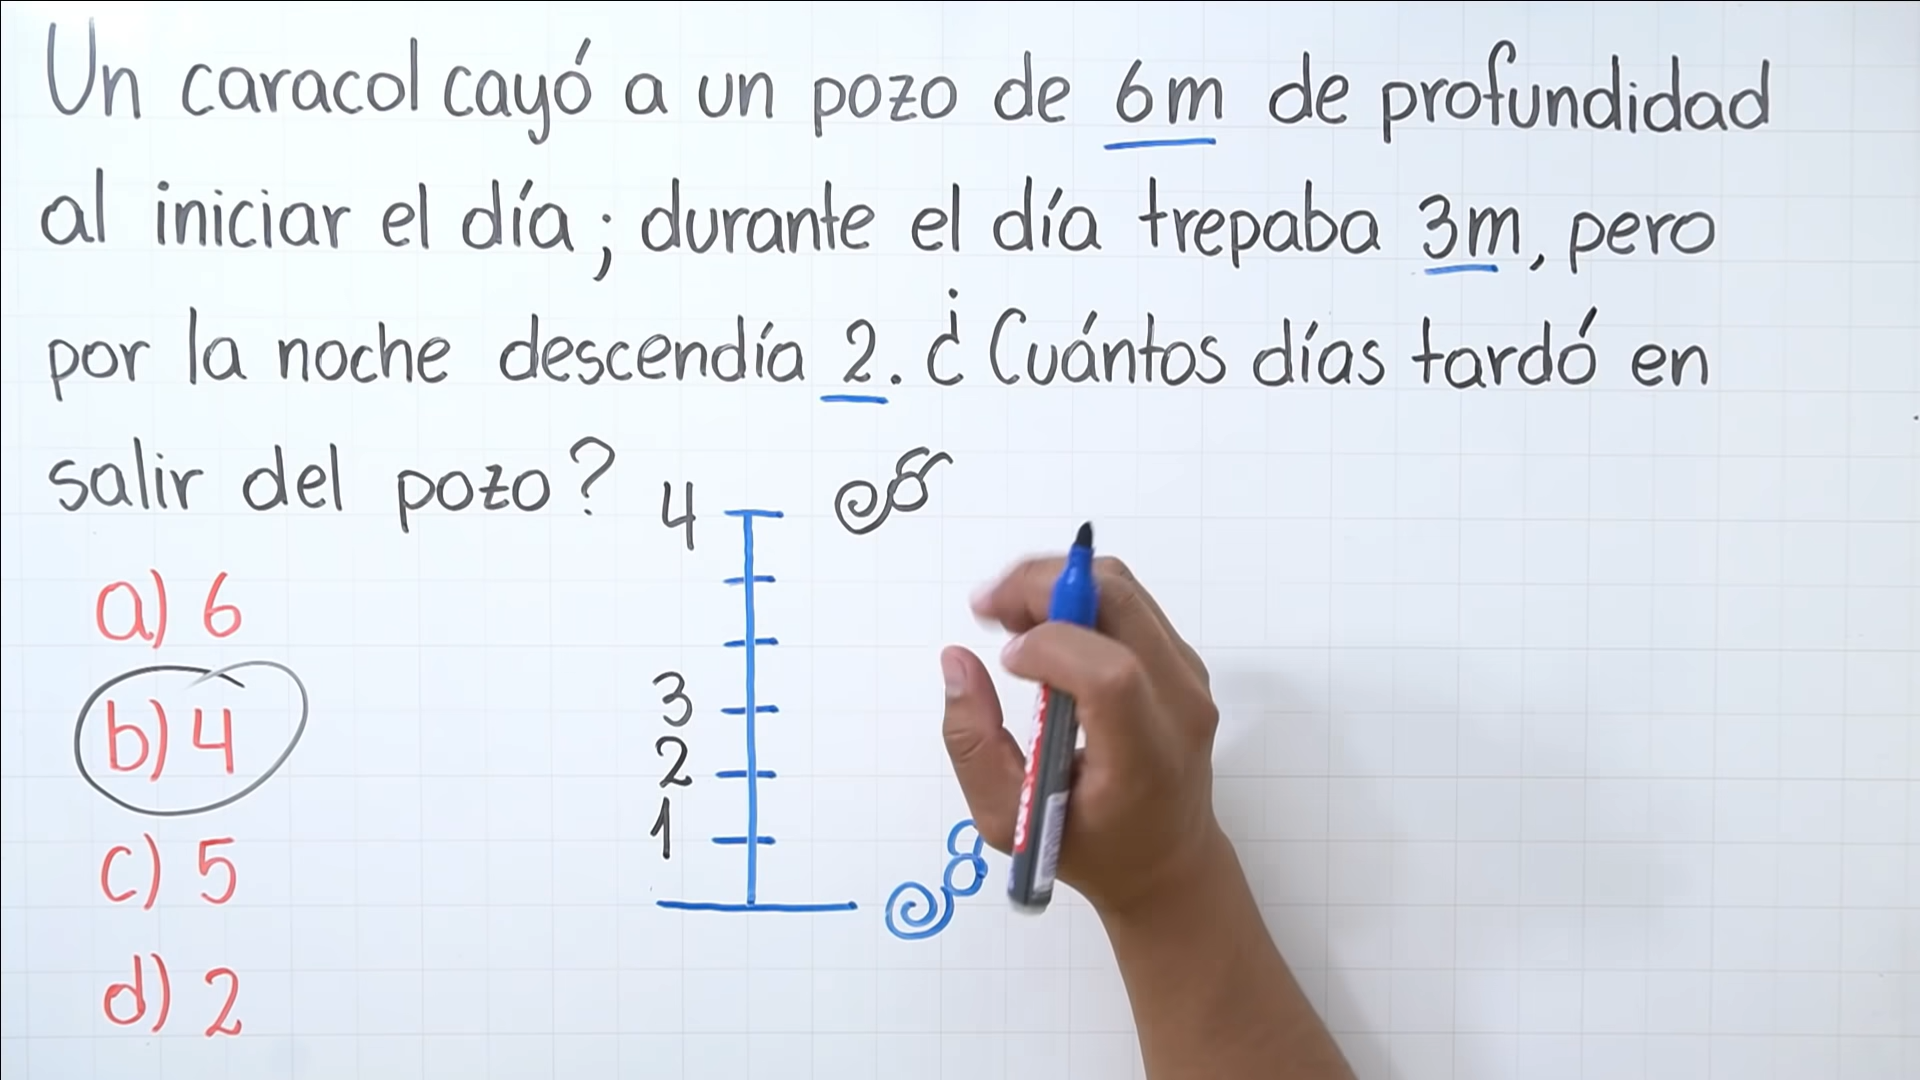 Un caracol cayó a un pozo de 6m de profundidad
al iniciar el día; durante el día trepaba 3m, pero
por la noche descendía 2. ¿Cuántos días tardó en
salir del pozo?
a) 6
b) 4
c) 5
d) 2
4
3
2
1